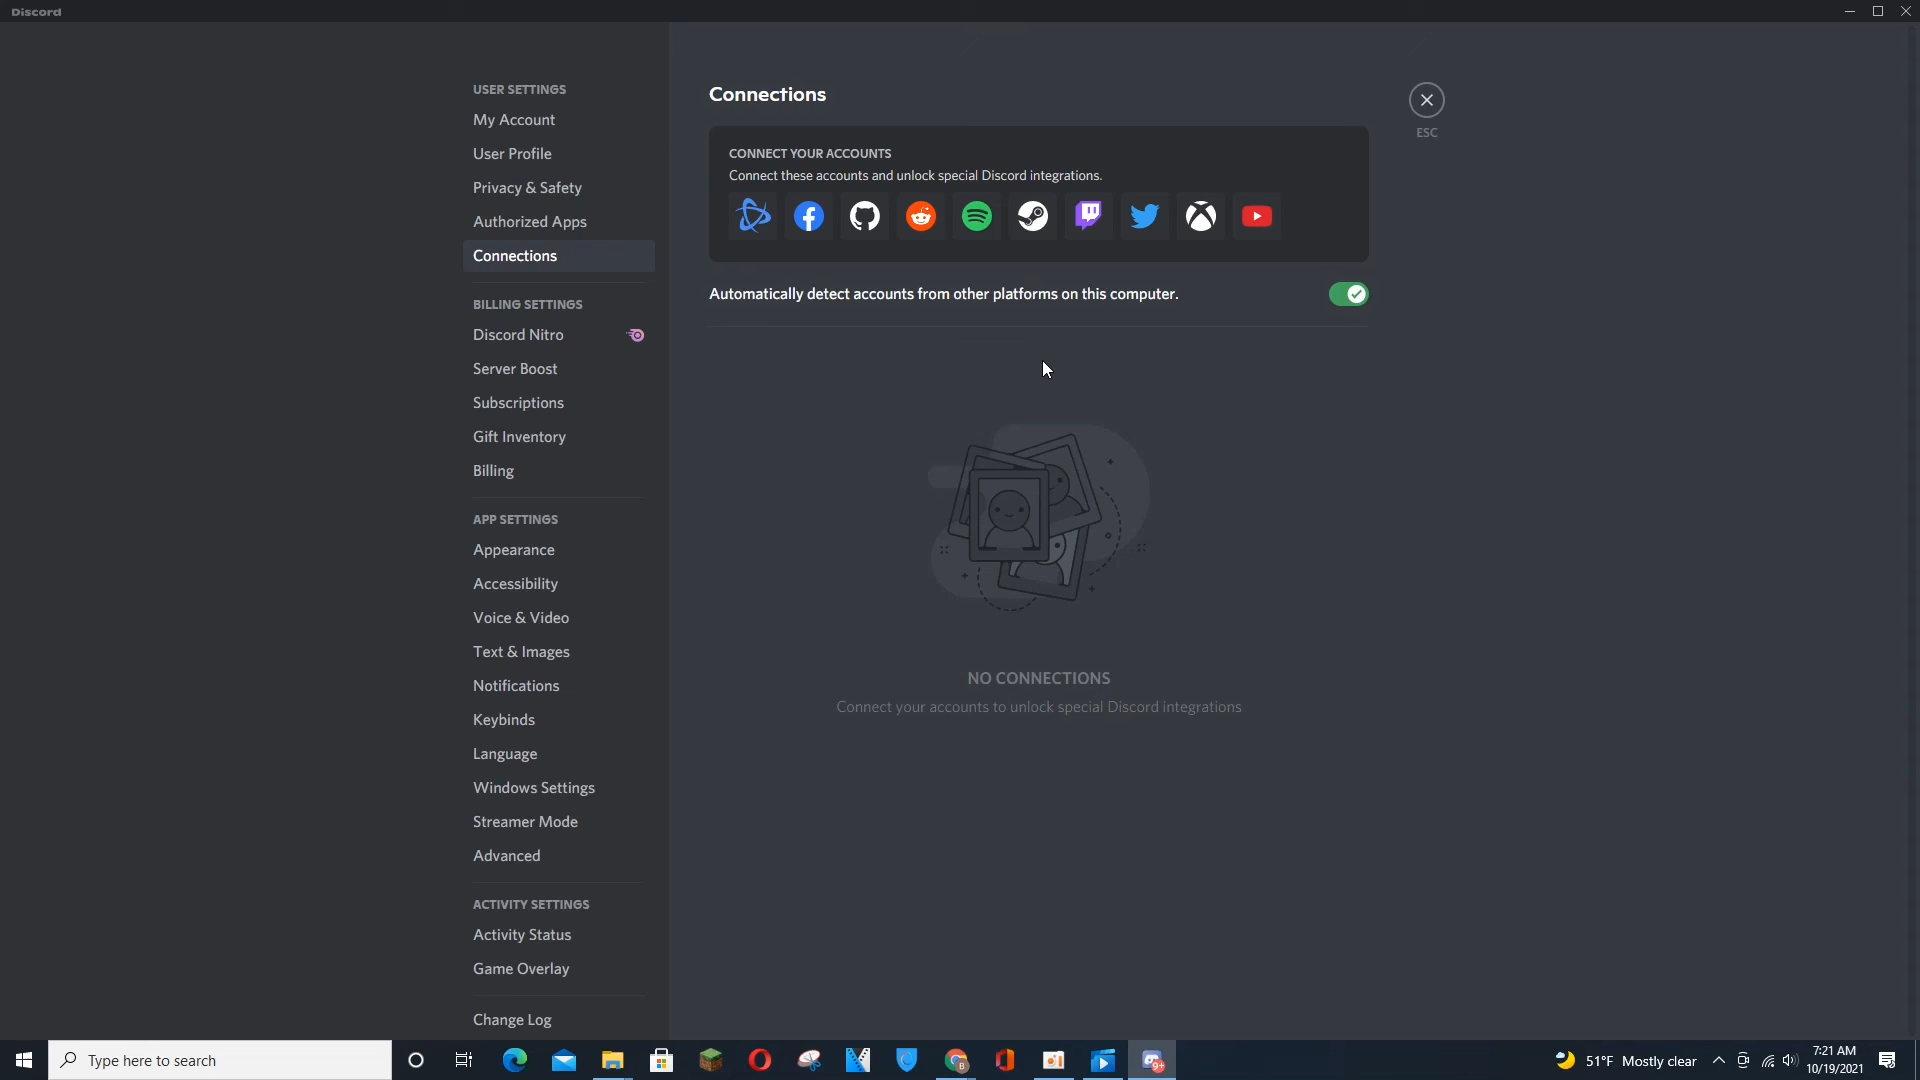 Discord
USER SETTINGS
My Account
User Profile
Privacy & Safety
Authorized Apps
Connections
BILLING SETTINGS
Discord Nitro
Server Boost
Subscriptions
Gift Inventory
Billing
APP SETTINGS
Appearance
Accessibility
Voice & Video
Text & Images
Notifications
Keybinds
Language
Windows Settings
Streamer Mode
Advanced
ACTIVITY SETTINGS
Activity Status
Game Overlay
Change Log
Connections
CONNECT YOUR ACCOUNTS
Connect these accounts and unlock special Discord integrations.
Automatically detect accounts from other platforms on this computer.
NO CONNECTIONS
Connect your accounts to unlock special Discord integrations
ESC
Type here to search
B
9+
51°F Mostly clear
7:21 AM
10/19/2021